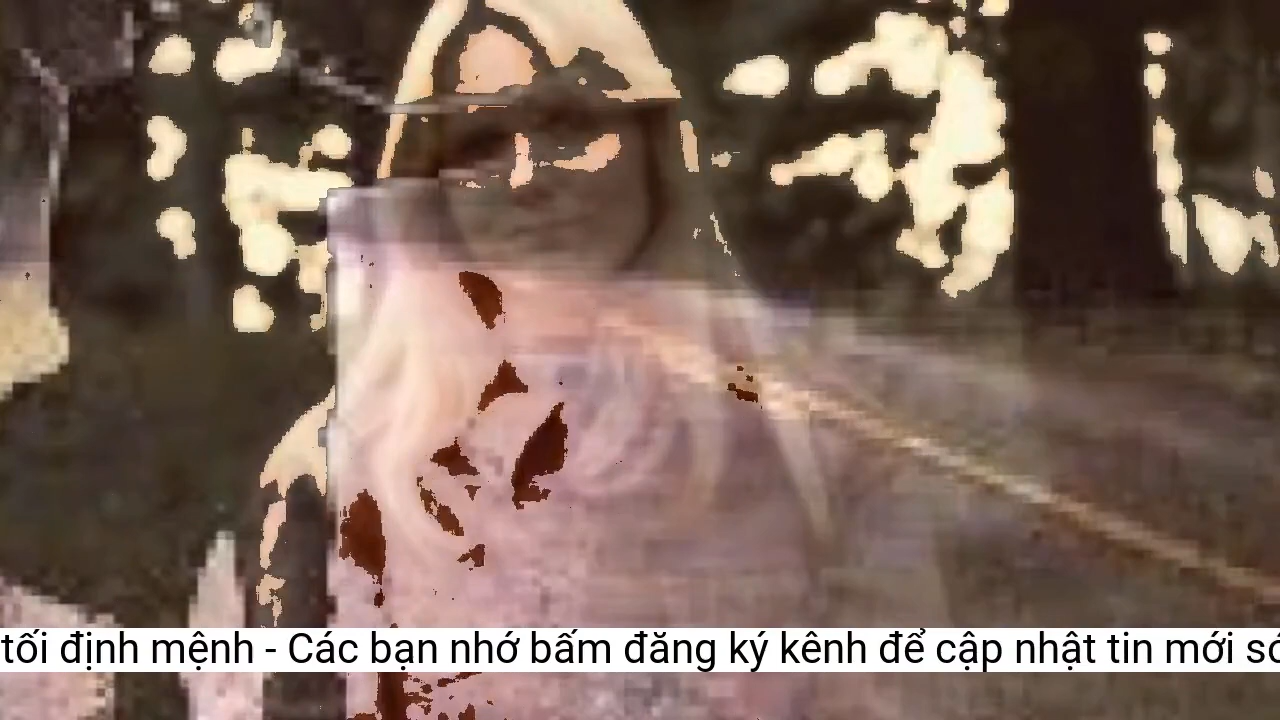 tối định mệnh - Các bạn nhớ bấm đăng ký kênh để cập nhật tin mới